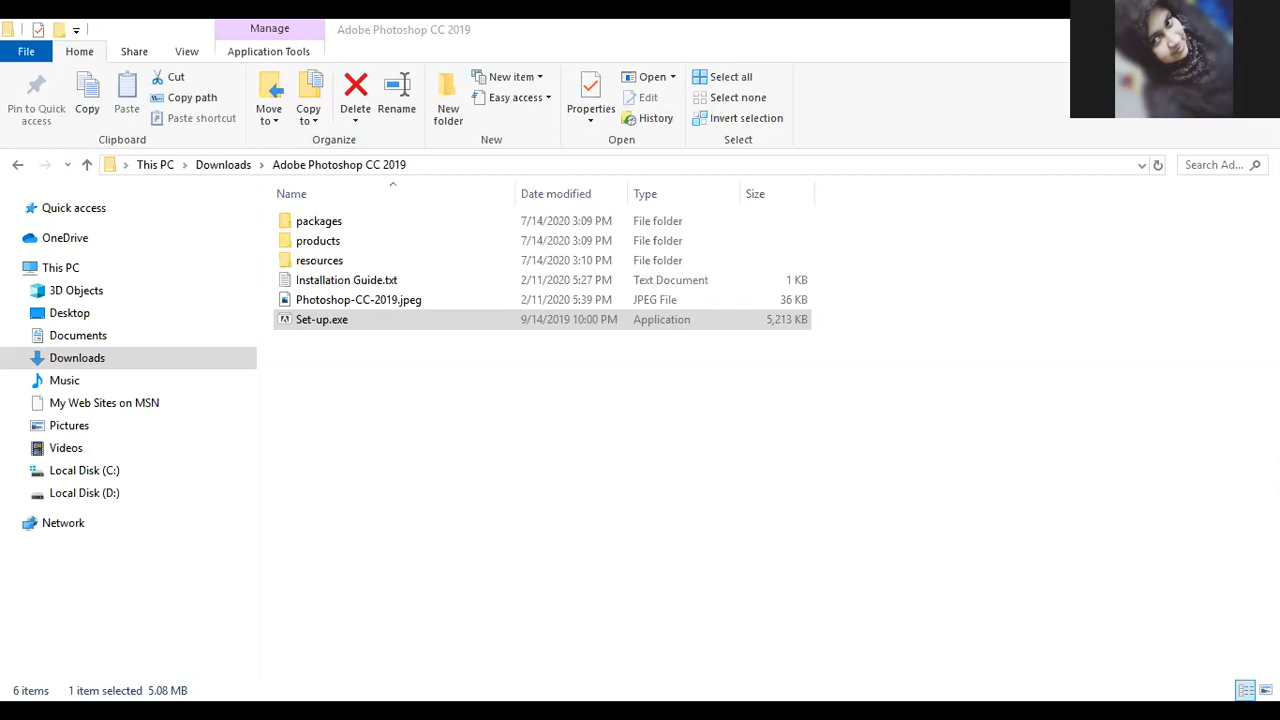 Manage
Adobe Photoshop CC 2019
File
Home
Share
View
Application Tools
Pin to Quick access
Copy
Paste
Cut
Copy path
Paste shortcut
Clipboard
Move to
Copy to
Delete
Rename
Organize
New folder
New item
Easy access
New
Properties
Open
Edit
History
Open
Select all
Select none
Invert selection
Select
This PC > Downloads > Adobe Photoshop CC 2019
Search Ad...
Quick access
OneDrive
This PC
3D Objects
Desktop
Documents
Downloads
Music
My Web Sites on MSN
Pictures
Videos
Local Disk (C:)
Local Disk (D:)
Network
Name Date modified Type Size
packages 7/14/2020 3:09 PM File folder
products 7/14/2020 3:09 PM File folder
resources 7/14/2020 3:10 PM File folder
Installation Guide.txt 2/11/2020 5:27 PM Text Document 1 KB
Photoshop-CC-2019.jpeg 2/11/2020 5:39 PM JPEG File 36 KB
Set-up.exe 9/14/2019 10:00 PM Application 5,213 KB
6 items 1 item selected 5.08 MB